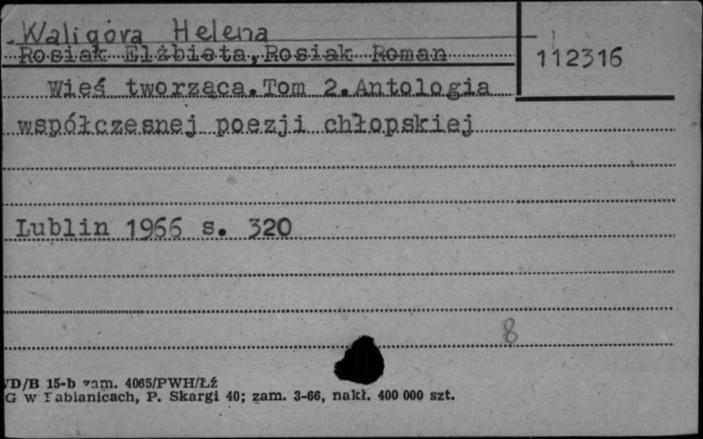 Waligóra Helena
Rosiak Elżbieta, Rosiak Roman
112316
Wieś tworząca. Tom 2. Antologia
współczesnej poezji chłopskiej
Lublin 1966 s. 320
8
D/B 15-b zam. 4065/PWH/Łź
G w Pabianicach, P. Skargi 40; zam. 3-66, nakł. 400 000 szt.